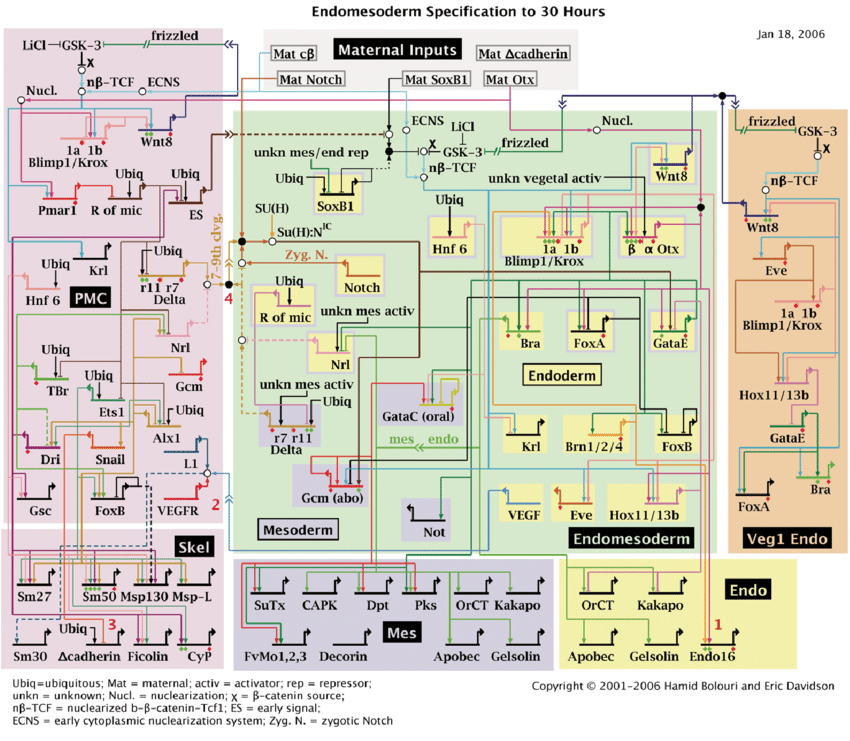 Endomesoderm Specification to 30 Hours
Jan 18, 2006
LiCl
GSK-3
frizzled
χ
nβ-TCF
ECNS
Nucl.
1a 1b
Wnt8
Blimp1/Krox
Ubiq
Ubiq
Pmar1
R of mic
ES
Ubiq
Krl
Ubiq
r11 r7
Delta
Hnf 6
PMC
7-9th clvg.
4
Nrl
Ubiq
Gcm
TBr
Ubiq
Ets1
Ubiq
Alx1
L1
Dri
Snail
Gsc
FoxB
VEGFR
2
Maternal Inputs
Mat cβ
Mat Δcadherin
Mat Notch
Mat SoxB1
Mat Otx
ECNS
LiCl
χ
GSK-3
frizzled
Nucl.
nβ-TCF
unkn mes/end rep
Ubiq
SoxB1
unkn vegetal activ
Wnt8
SU(H)
Su(H):N^IC
Ubiq
Hnf 6
1a 1b
Blimp1/Krox
β α Otx
Zyg. N.
Notch
Ubiq
R of mic
unkn mes activ
Nrl
Bra
FoxA
GataE
Endoderm
unkn mes activ
Ubiq
r7 r11
Delta
GataC (oral)
mes
endo
Krl
Brn1/2/4
FoxB
Gcm (abo)
Not
VEGF
Eve
Hox11/13b
Mesoderm
Endomesoderm
frizzled
GSK-3
χ
nβ-TCF
Wnt8
Eve
1a 1b
Blimp1/Krox
Hox11/13b
GataE
FoxA
Bra
Veg1 Endo
Skel
Sm27
Sm50
Msp130
Msp-L
3
Ubiq
Sm30
Δcadherin
Ficolin
CyP
SuTx
CAPK
Dpt
Pks
OrCT
Kakapo
Mes
FvMo1,2,3
Decorin
Apobec
Gelsolin
Endo
OrCT
Kakapo
1
Apobec
Gelsolin
Endo16
Ubiq=ubiquitous; Mat = maternal; activ = activator; rep = repressor;
unkn = unknown; Nucl. = nuclearization; χ = β-catenin source;
nβ-TCF = nuclearized b-β-catenin-Tcf1; ES = early signal;
ECNS = early cytoplasmic nuclearization system; Zyg. N. = zygotic Notch
Copyright © 2001-2006 Hamid Bolouri and Eric Davidson